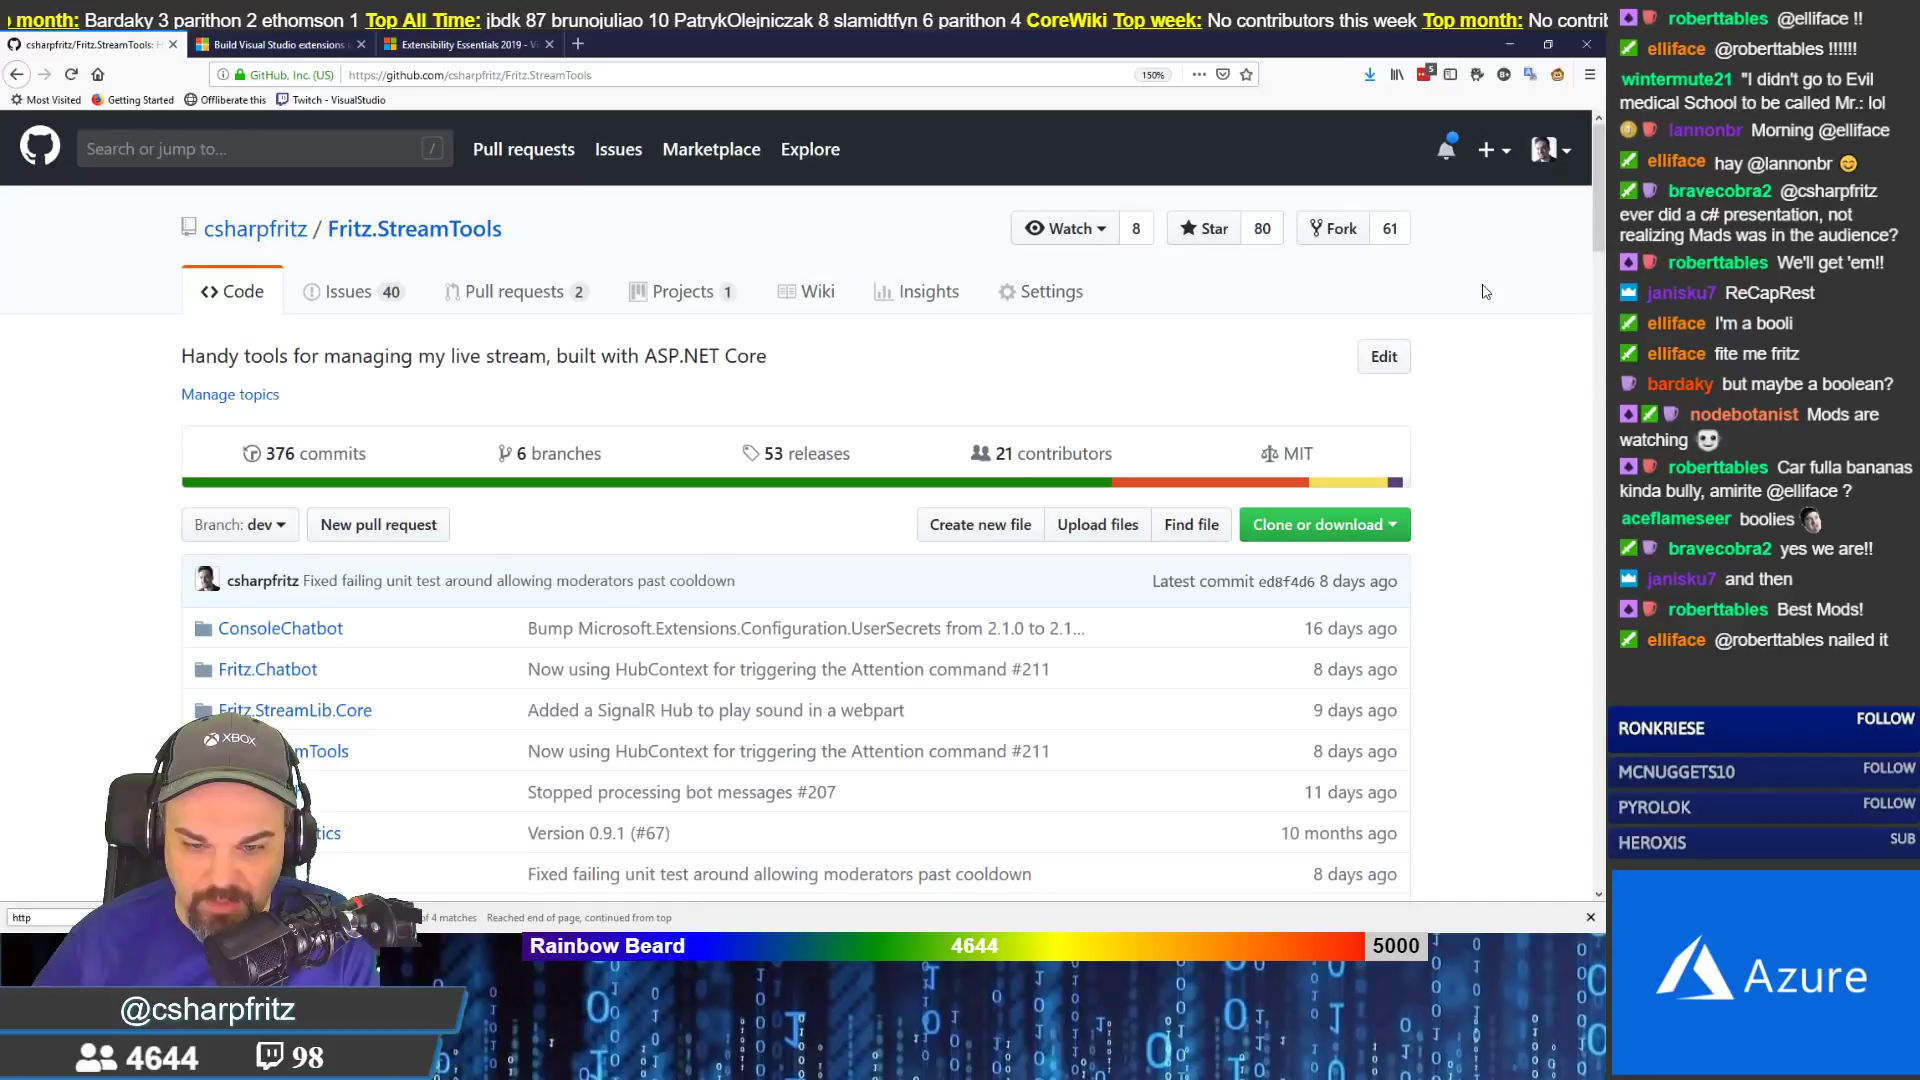 month: Bardaky 3 parithon 2 ethomson 1 Top All Time: jbdk 87 brunojuliao 10 PatrykOlejniczak 8 slamidtfyn 6 parithon 4 CoreWiki Top week: No contributors this week Top month: No contrib
csharpfritz/Fritz.StreamTools: H
Build Visual Studio extensions
Extensibility Essentials 2019 - Vi
GitHub, Inc. (US)
https://github.com/csharpfritz/Fritz.StreamTools
150%
5
Most Visited
Getting Started
Offliberate this
Twitch - VisualStudio
Search or jump to...
/
Pull requests
Issues
Marketplace
Explore
csharpfritz / Fritz.StreamTools
Watch 8
Star 80
Fork 61
Code
Issues 40
Pull requests 2
Projects 1
Wiki
Insights
Settings
Handy tools for managing my live stream, built with ASP.NET Core
Edit
Manage topics
376 commits
6 branches
53 releases
21 contributors
MIT
Branch: dev
New pull request
Create new file
Upload files
Find file
Clone or download
csharpfritz Fixed failing unit test around allowing moderators past cooldown
Latest commit ed8f4d6 8 days ago
ConsoleChatbot
Bump Microsoft.Extensions.Configuration.UserSecrets from 2.1.0 to 2.1...
16 days ago
Fritz.Chatbot
Now using HubContext for triggering the Attention command #211
8 days ago
Fritz.StreamLib.Core
Added a SignalR Hub to play sound in a webpart
9 days ago
mTools
Now using HubContext for triggering the Attention command #211
8 days ago
Stopped processing bot messages #207
11 days ago
tics
Version 0.9.1 (#67)
10 months ago
Fixed failing unit test around allowing moderators past cooldown
8 days ago
http
of 4 matches
Reached end of page, continued from top
XBOX
Rainbow Beard
4644
5000
@csharpfritz
4644
98
roberttables @elliface !!
elliface @roberttables !!!!!!
wintermute21 "I didn't go to Evil
medical School to be called Mr.: lol
lannonbr Morning @elliface
elliface hay @lannonbr
bravecobra2 @csharpfritz
ever did a c# presentation, not
realizing Mads was in the audience?
roberttables We'll get 'em!!
janisku7 ReCapRest
elliface I'm a booli
elliface fite me fritz
bardaky but maybe a boolean?
nodebotanist Mods are
watching
roberttables Car fulla bananas
kinda bully, amirite @elliface ?
aceflameseer boolies
bravecobra2 yes we are!!
janisku7 and then
roberttables Best Mods!
elliface @roberttables nailed it
RONKRIESE FOLLOW
MCNUGGETS10 FOLLOW
PYROLOK FOLLOW
HEROXIS SUB
Azure